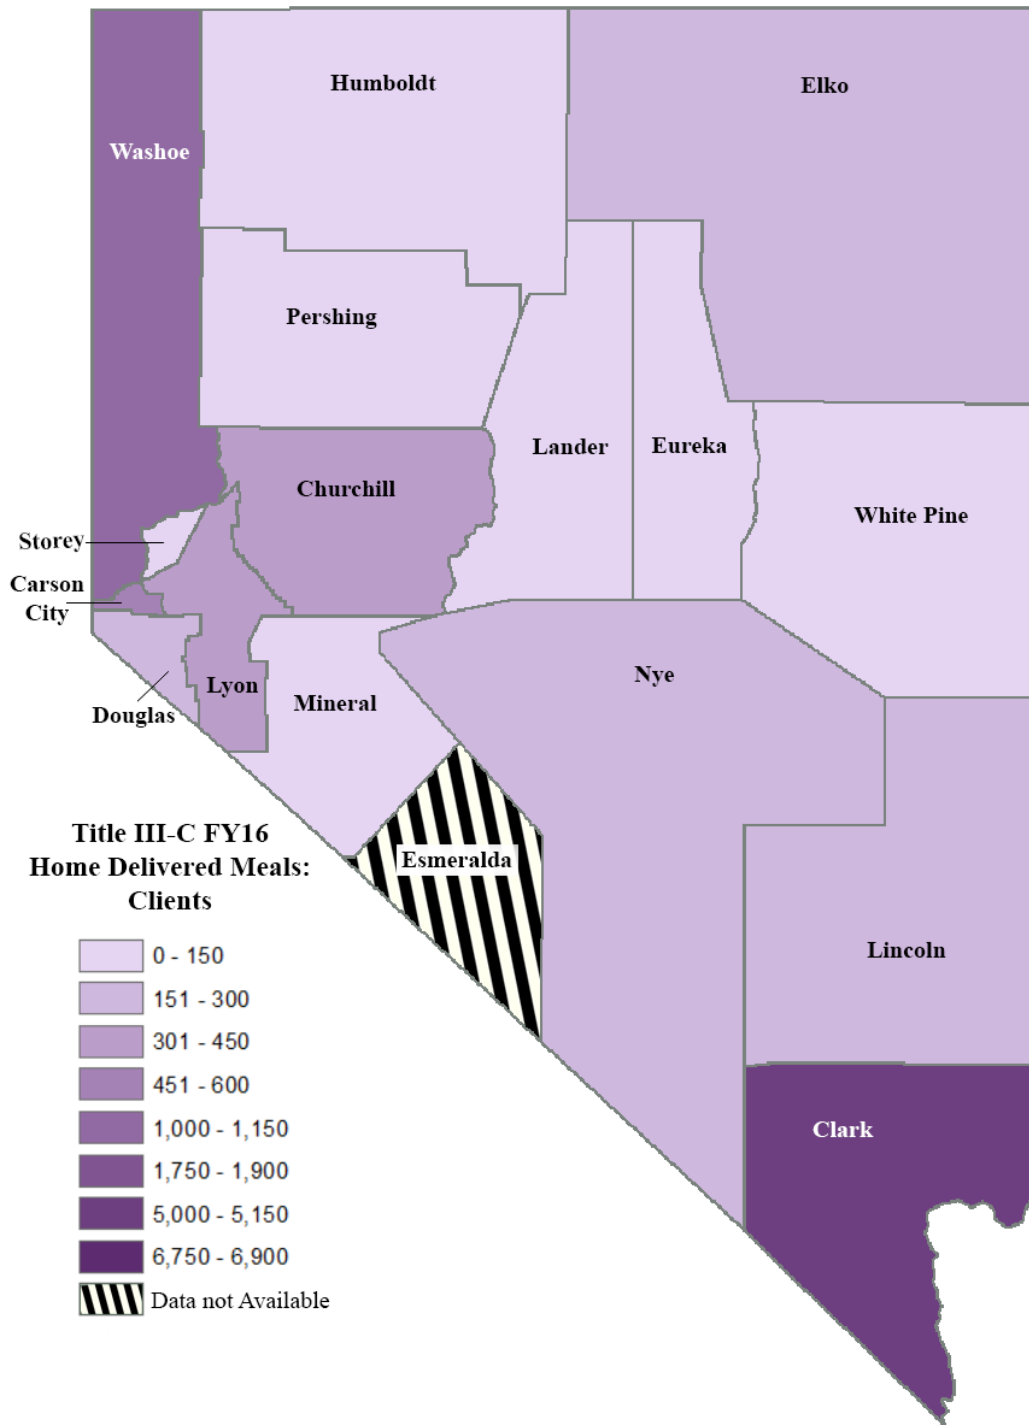 Humboldt
Elko
Washoe
Pershing
Lander
Eureka
Churchill
White Pine
Storey
Carson
City
Nye
Lyon
Mineral
Douglas
Title III-C FY16
Home Delivered Meals:
Clients
Esmeralda
Lincoln
Clark
0 - 150
151 - 300
301 - 450
451 - 600
1,000 - 1,150
1,750 - 1,900
5,000 - 5,150
6,750 - 6,900
Data not Available